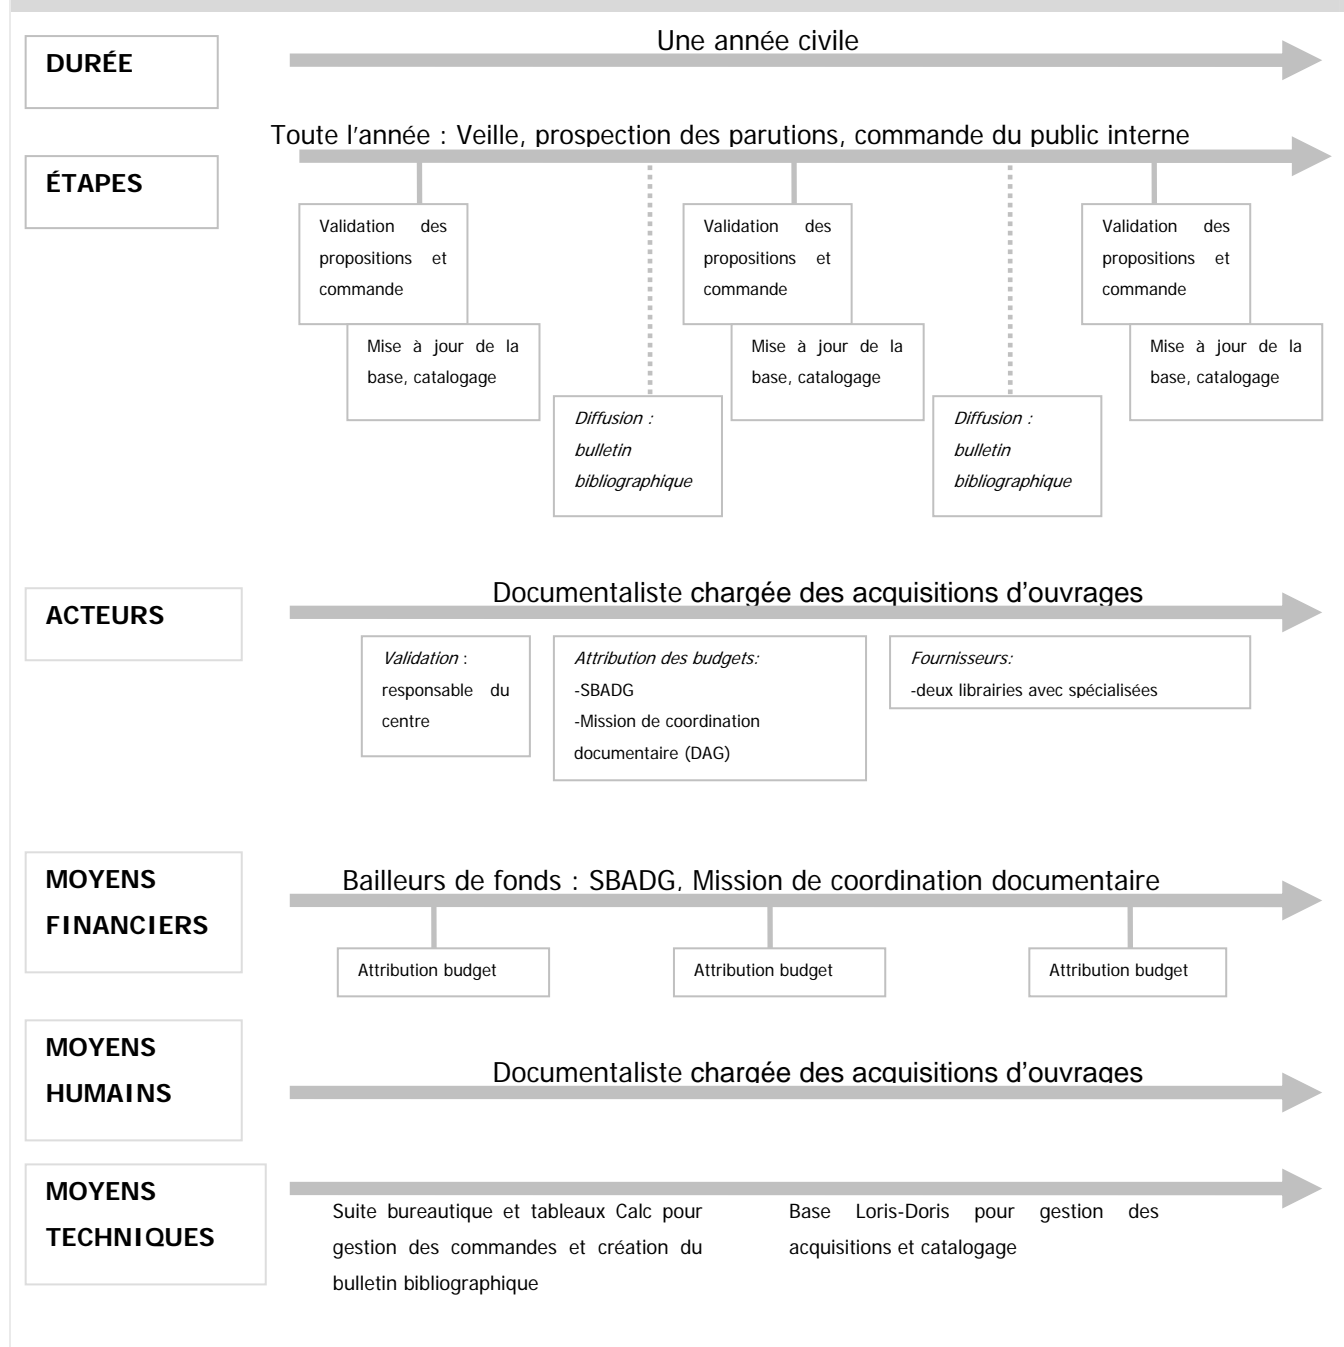 DURÉE
Une année civile
Toute l'année : Veille, prospection des parutions, commande du public interne
ÉTAPES
Validation des
propositions et
commande
Mise à jour de la
base, catalogage
Diffusion :
bulletin
bibliographique
Validation des
propositions et
commande
Mise à jour de la
base, catalogage
Diffusion :
bulletin
bibliographique
Validation des
propositions et
commande
Mise à jour de la
base, catalogage
ACTEURS
Documentaliste chargée des acquisitions d'ouvrages
Validation :
responsable du
centre
Attribution des budgets:
-SBADG
-Mission de coordination
documentaire (DAG)
Fournisseurs:
-deux librairies avec spécialisées
MOYENS
FINANCIERS
Bailleurs de fonds : SBADG, Mission de coordination documentaire
Attribution budget
Attribution budget
Attribution budget
MOYENS
HUMAINS
Documentaliste chargée des acquisitions d'ouvrages
MOYENS
TECHNIQUES
Suite bureautique et tableaux Calc pour
gestion des commandes et création du
bulletin bibliographique
Base Loris-Doris pour gestion des
acquisitions et catalogage